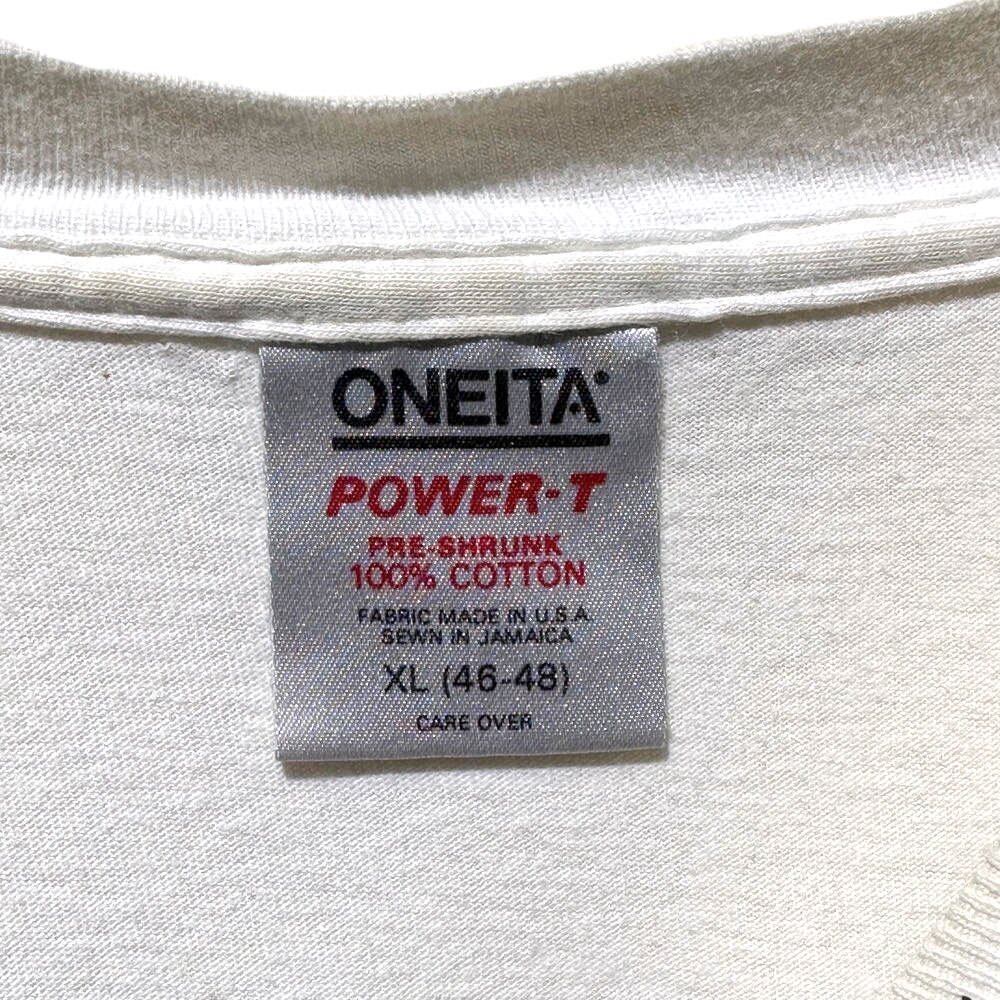 ONEITA®
POWER-T
PRE-SHRUNK
100% COTTON
FABRIC MADE IN U.S.A.
SEWN IN JAMAICA
XL (46-48)
CARE OVER